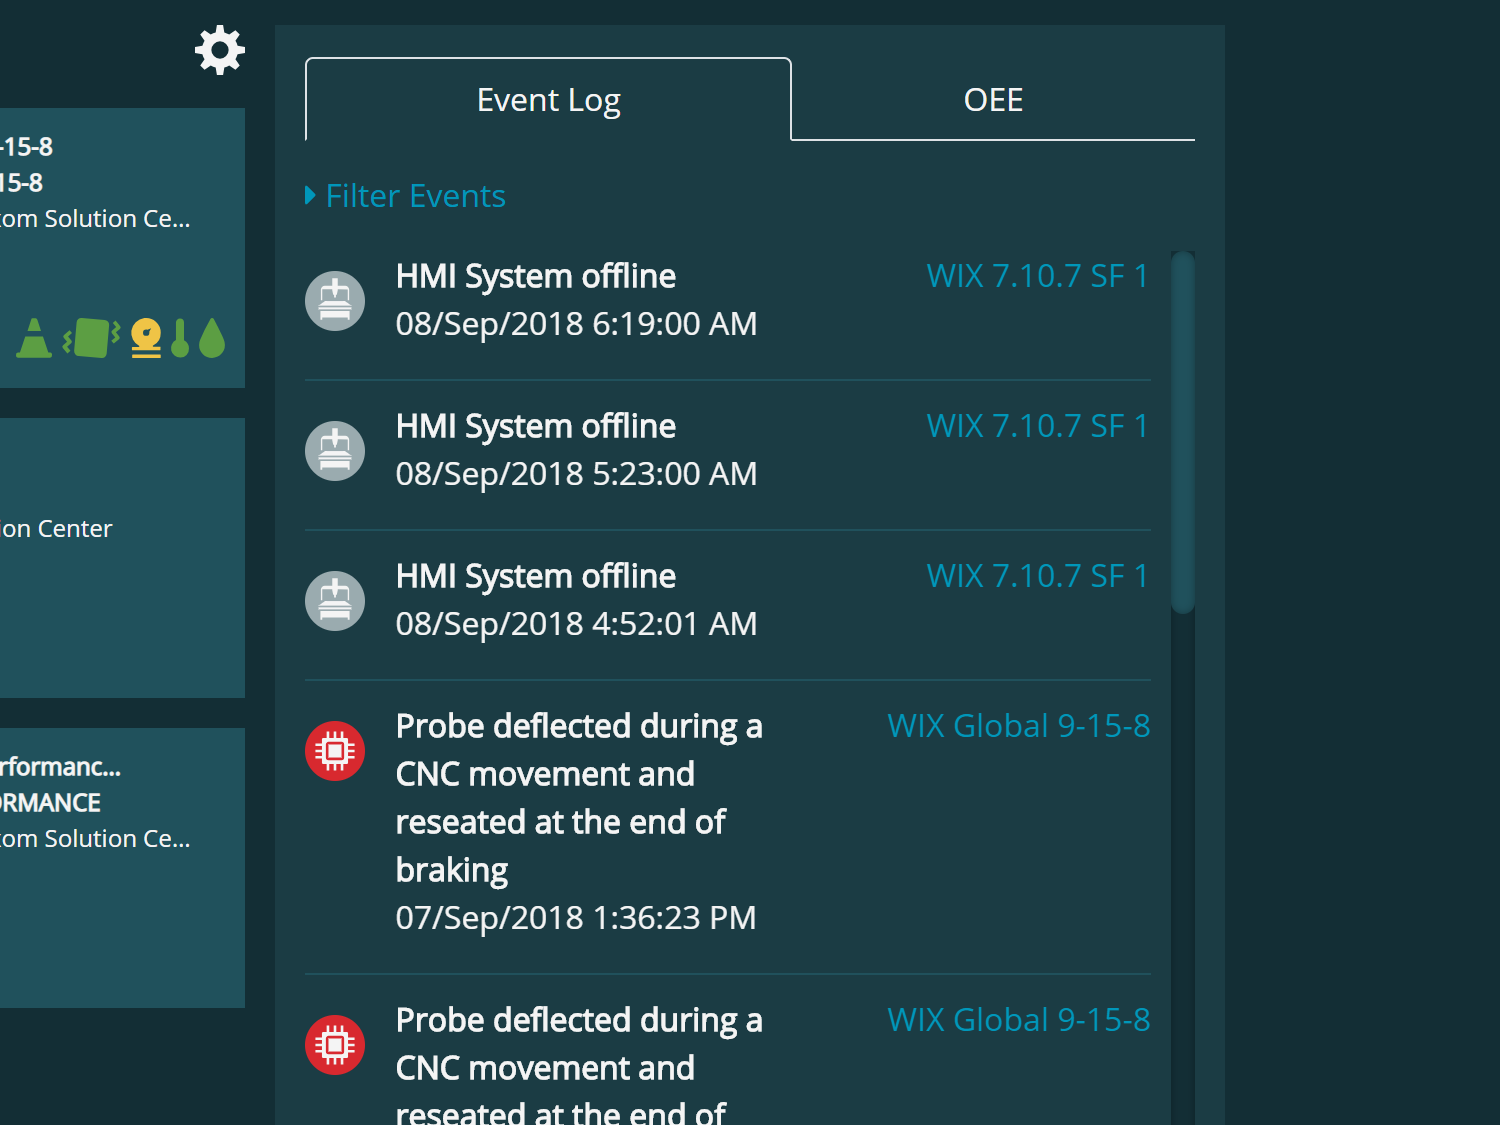 -15-8
15-8
om Solution Ce...
ion Center
rformanc...
ORMANCE
om Solution Ce...
Event Log
OEE
Filter Events
HMI System offline
WIX 7.10.7 SF 1
08/Sep/2018 6:19:00 AM
HMI System offline
WIX 7.10.7 SF 1
08/Sep/2018 5:23:00 AM
HMI System offline
WIX 7.10.7 SF 1
08/Sep/2018 4:52:01 AM
Probe deflected during a
WIX Global 9-15-8
CNC movement and
reseated at the end of
braking
07/Sep/2018 1:36:23 PM
Probe deflected during a
WIX Global 9-15-8
CNC movement and
reseated at the end of